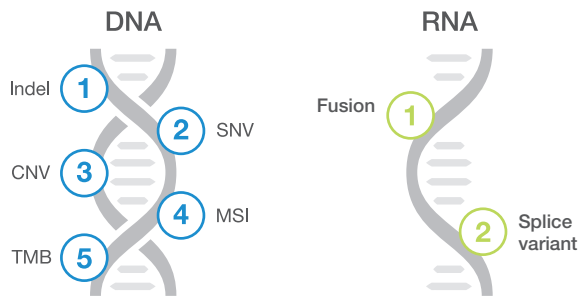 DNA
Indel 1
2 SNV
CNV 3
4 MSI
TMB 5
RNA
Fusion 1
2 Splice
variant